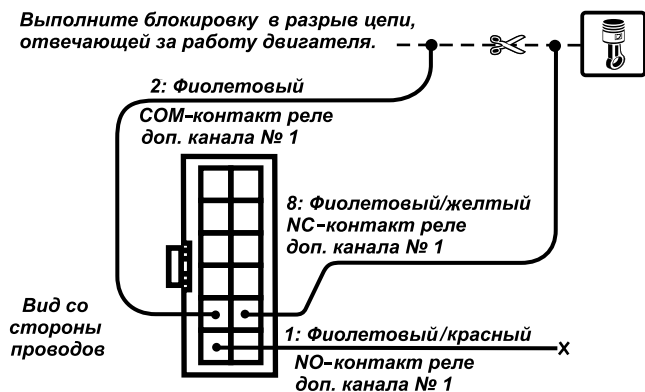 Выполните блокировку в разрыв цепи,
отвечающей за работу двигателя.
2: Фиолетовый
COM-контакт реле
доп. канала № 1
8: Фиолетовый/желтый
NC-контакт реле
доп. канала № 1
Вид со
стороны
проводов
1: Фиолетовый/красный
X
NO-контакт реле
доп. канала № 1